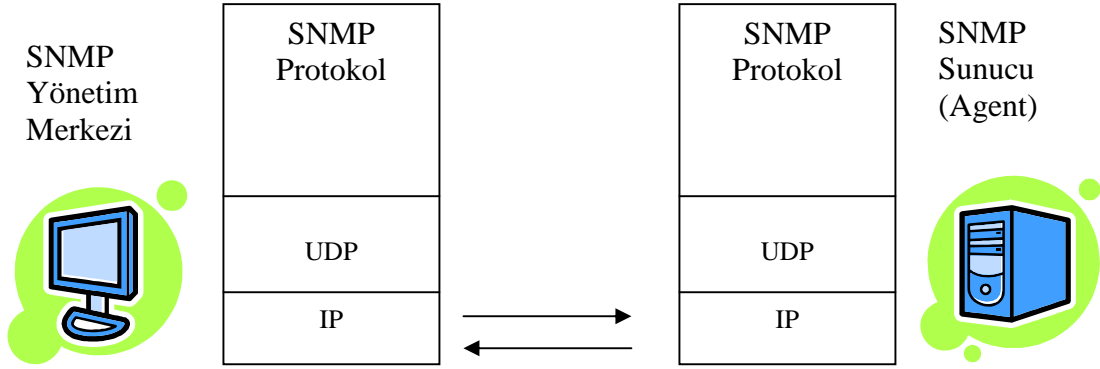 SNMP
Yönetim
Merkezi
SNMP
Protokol
UDP
IP
SNMP
Protokol
UDP
IP
SNMP
Sunucu
(Agent)